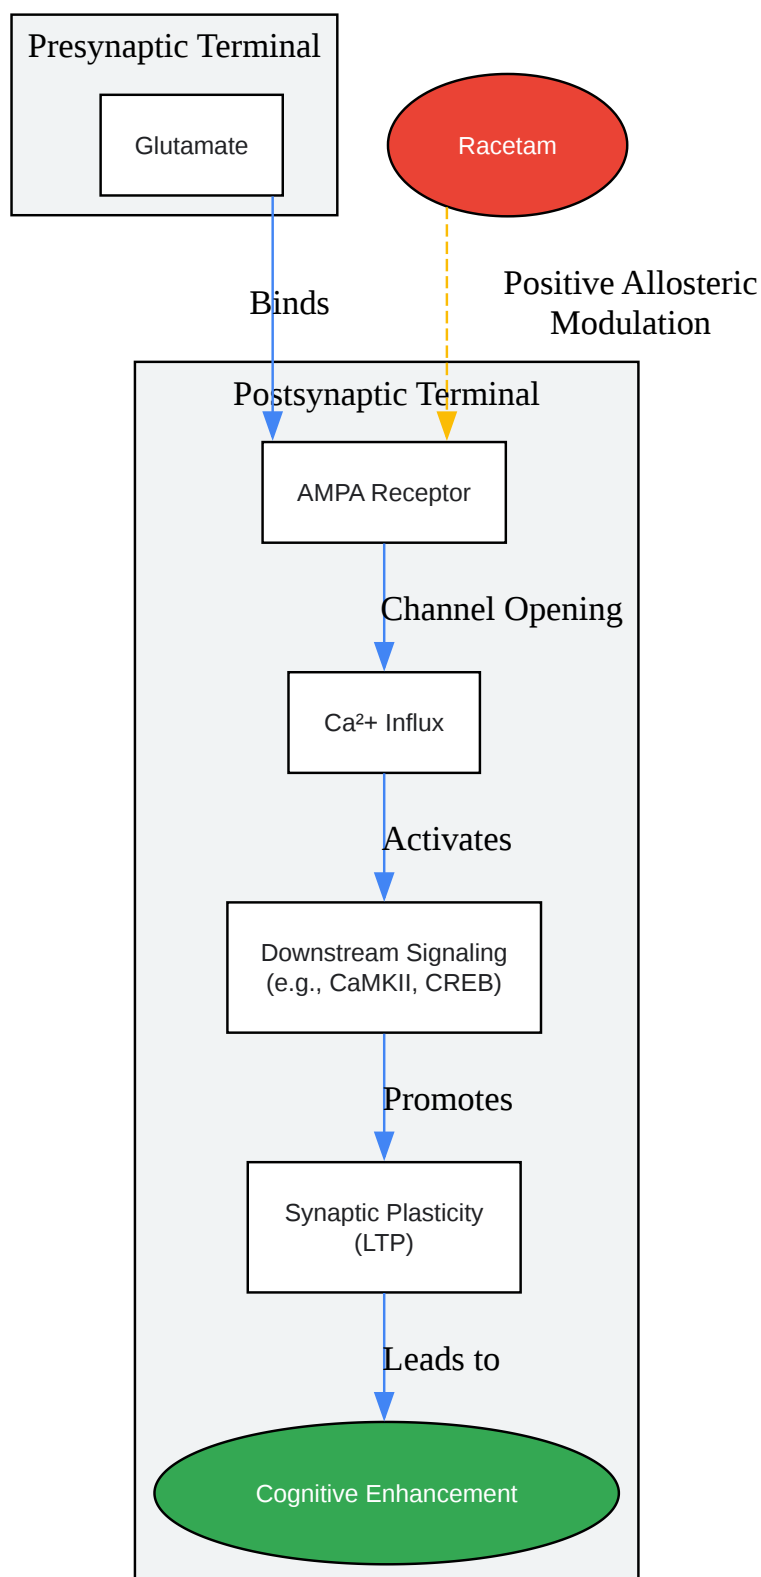 Presynaptic Terminal
Glutamate
Racetam
Binds
Positive Allosteric
Modulation
Postsynaptic Terminal
AMPA Receptor
Channel Opening
Ca²+ Influx
Activates
Downstream Signaling
(e.g., CaMKII, CREB)
Promotes
Synaptic Plasticity
(LTP)
Leads to
Cognitive Enhancement